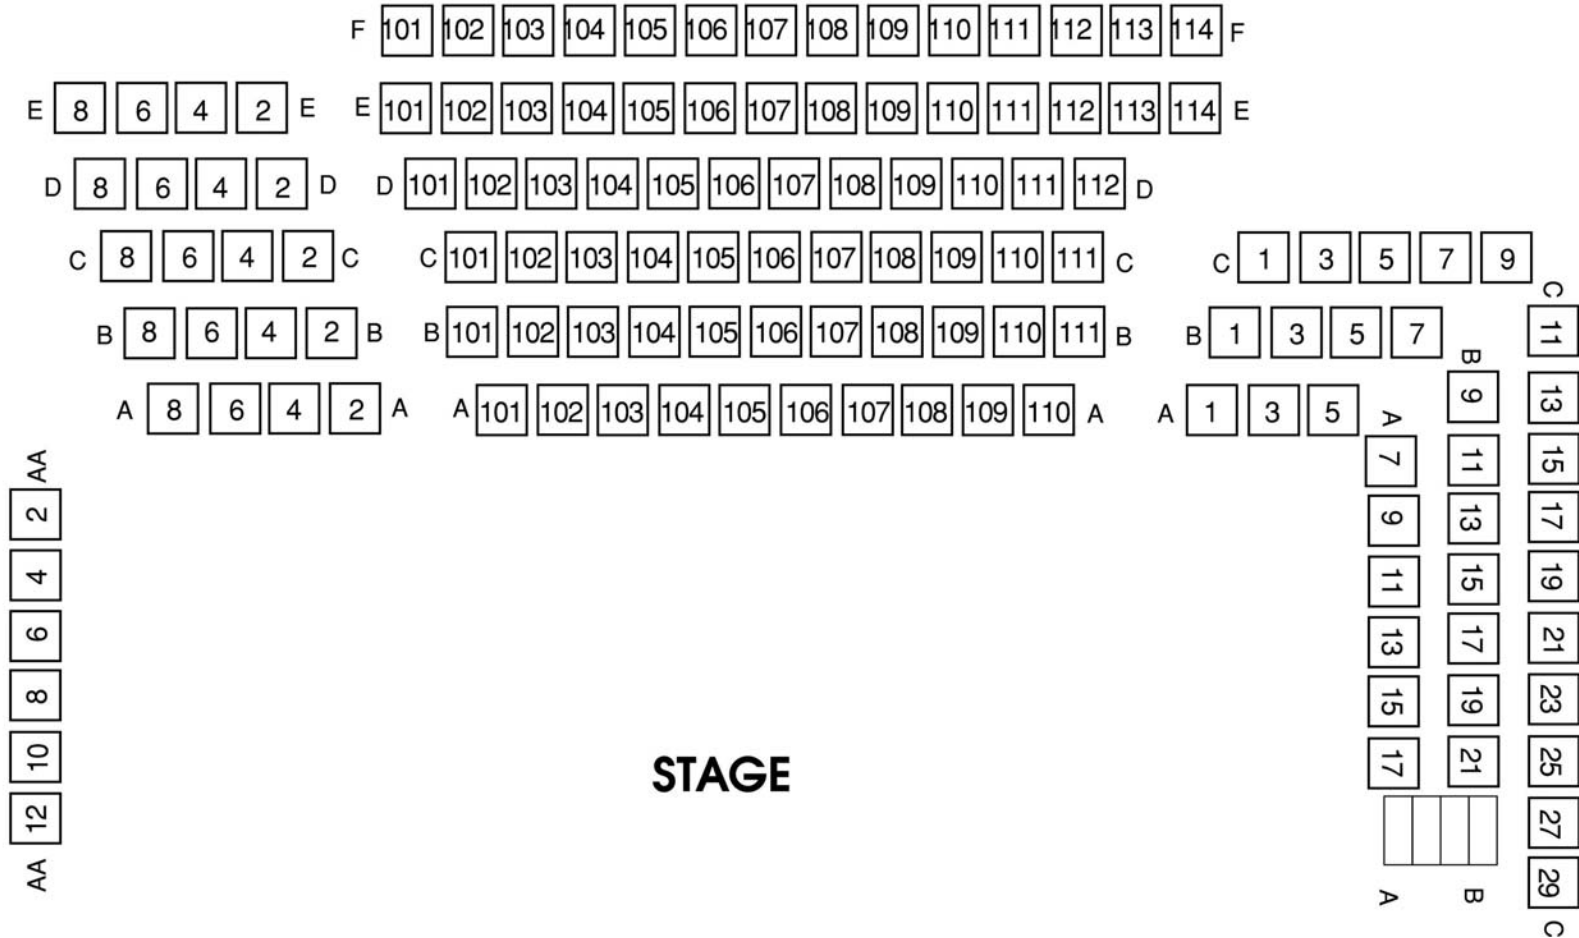 F 101 102 103 104 105 106 107 108 109 110 111 112 113 114 F
E 8 6 4 2 E E 101 102 103 104 105 106 107 108 109 110 111 112 113 114 E
D 8 6 4 2 D D 101 102 103 104 105 106 107 108 109 110 111 112 D
C 8 6 4 2 C C 101 102 103 104 105 106 107 108 109 110 111 C C 1 3 5 7 9
C
B 8 6 4 2 B B 101 102 103 104 105 106 107 108 109 110 111 B B 1 3 5 7 11
B
A 8 6 4 2 A A 101 102 103 104 105 106 107 108 109 110 A A 1 3 5 A 9 13
AA 7 11 15
2 9 13 17
4 11 15 19
6 13 17 21
8 15 19 23
10 STAGE 17 21 25
12 27
AA A B 29
C